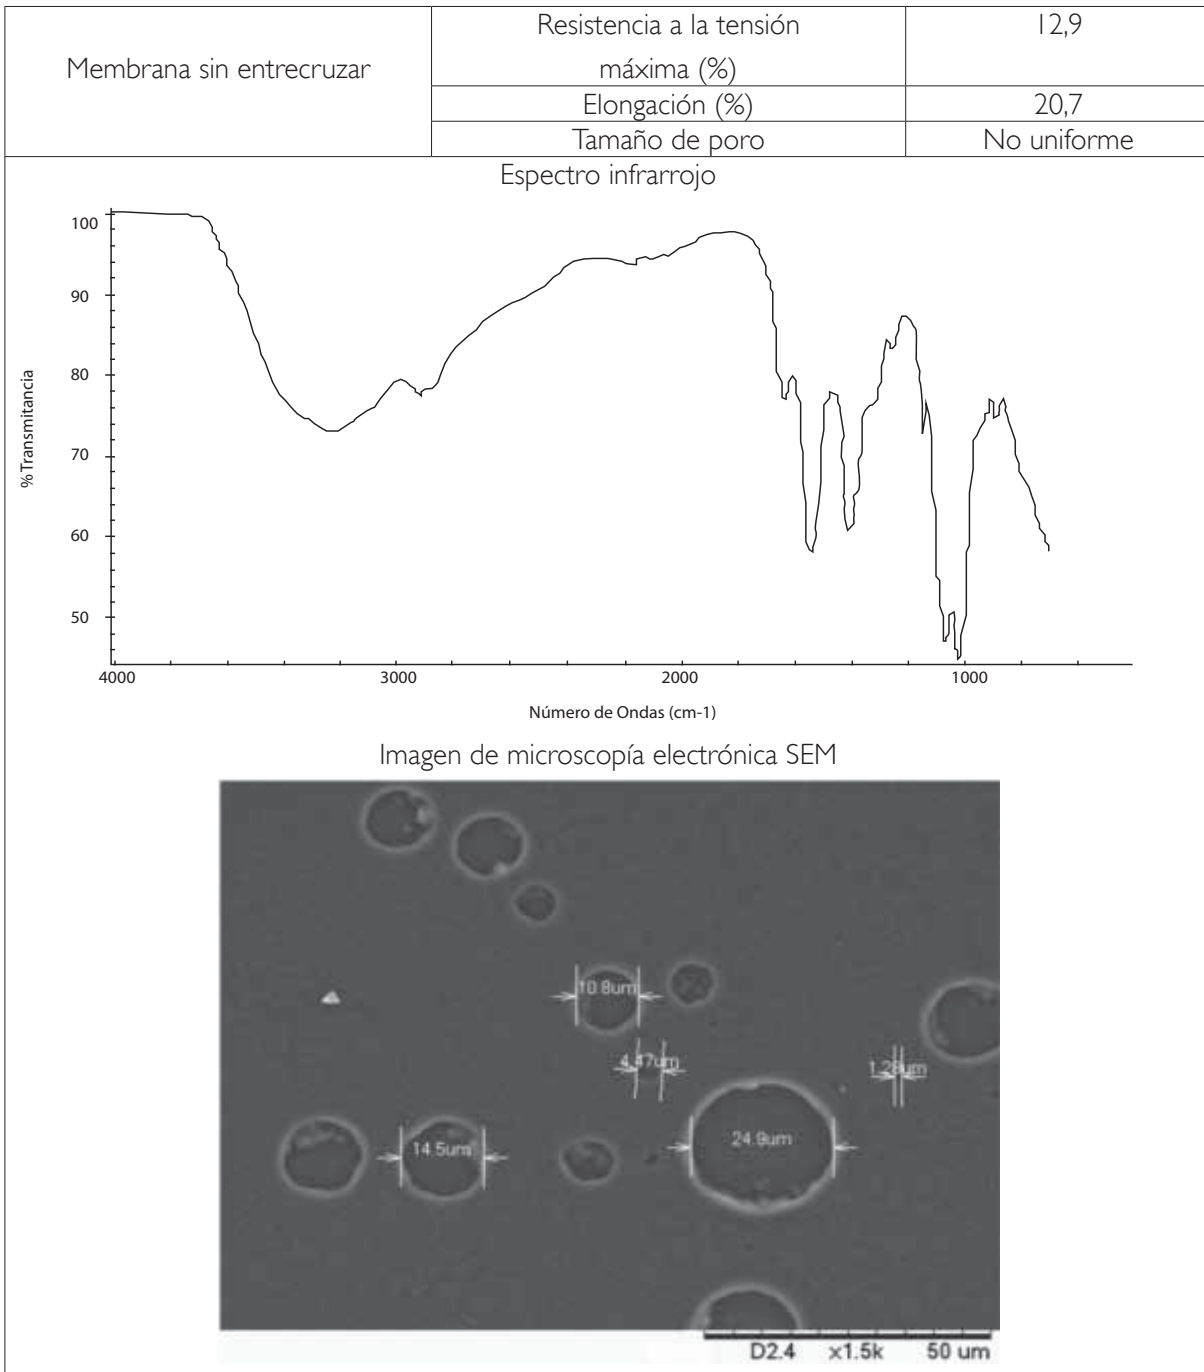 Resistencia a la tensión 12,9
Membrana sin entrecruzar máxima (%)
Elongación (%) 20,7
Tamaño de poro No uniforme
Espectro infrarrojo
100
90
80
70
60
50
%Transmitancia
4000 3000 2000 1000
Número de Ondas (cm-1)
Imagen de microscopía electrónica SEM
10.8um
4.47um
1.28um
14.5um
24.9um
D2.4 x1.5k 50 um